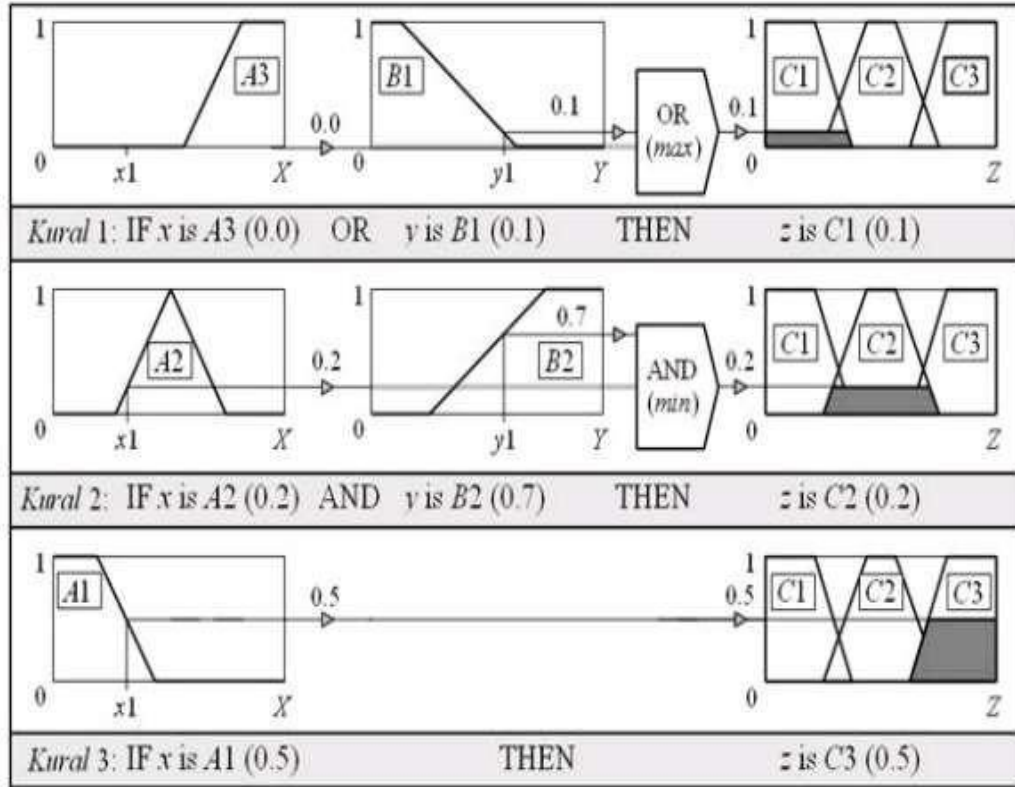 1 1 1
A3 B1 C1 C2 C3
0.0 0.1 OR (max) 0.1
0 x1 X 0 y1 Y 0 Z
Kural 1: IF x is A3 (0.0) OR y is B1 (0.1) THEN z is C1 (0.1)
1 1 1
A2 B2 C1 C2 C3
0.2 0.7 AND (min) 0.2
0 x1 X 0 y1 Y 0 Z
Kural 2: IF x is A2 (0.2) AND y is B2 (0.7) THEN z is C2 (0.2)
1 1
A1 C1 C2 C3
0.5 0.5
0 x1 X 0 Z
Kural 3: IF x is A1 (0.5) THEN z is C3 (0.5)